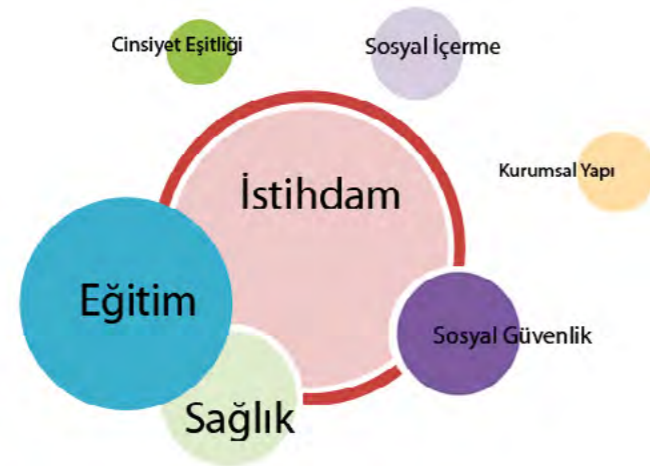 Cinsiyet Eşitliği
Sosyal İçerme
Kurumsal Yapı
İstihdam
Eğitim
Sosyal Güvenlik
Sağlık